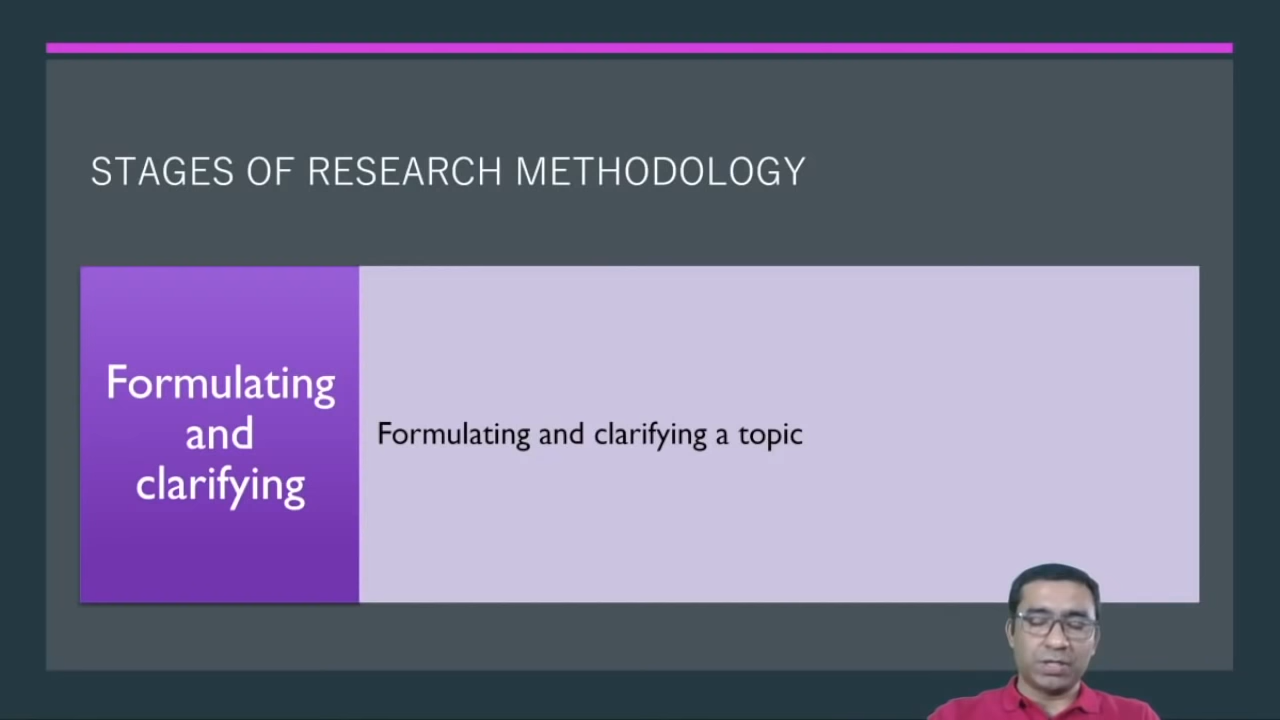 STAGES OF RESEARCH METHODOLOGY
Formulating
and
clarifying
Formulating and clarifying a topic